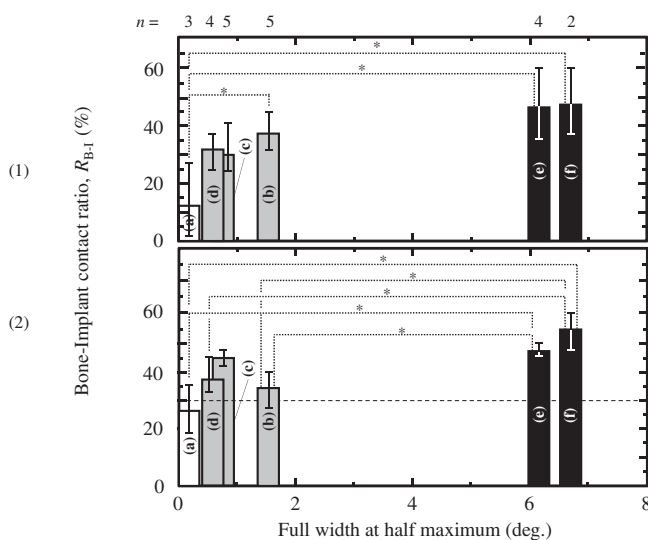 n = 3 4 5 5 4 2
(1)
(2)
Bone-Implant contact ratio, R_B-I (%)
60
40
20
0
* * *
(a) (d) (c) (b) (e) (f)
60
40
20
0
* * * * *
(a) (d) (c) (b) (e) (f)
0 2 4 6 8
Full width at half maximum (deg.)